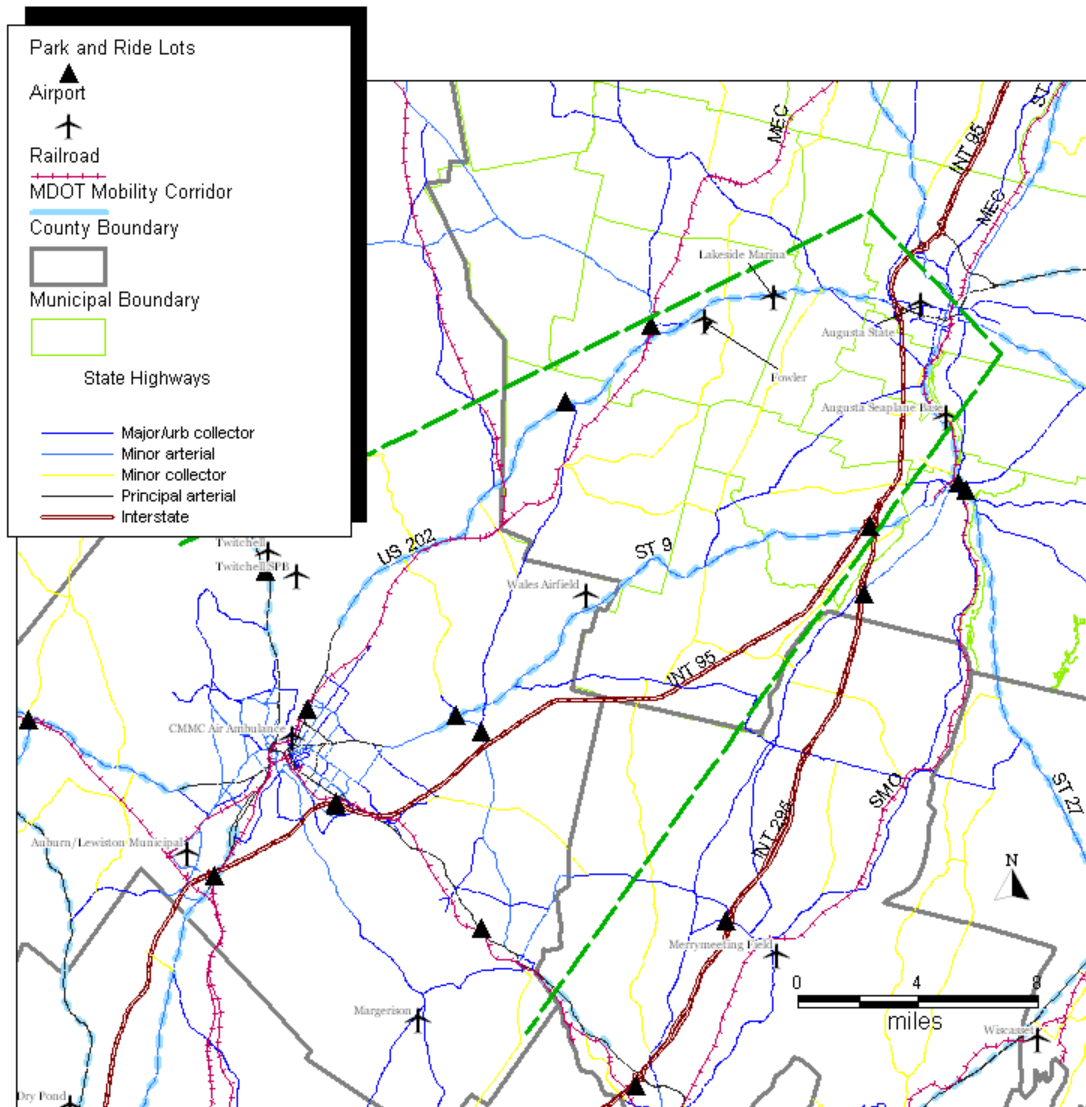 Park and Ride Lots
Airport
Railroad
MDOT Mobility Corridor
County Boundary
Municipal Boundary
State Highways
Major/urb collector
Minor arterial
Minor collector
Principal arterial
Interstate
MEC
INT 95
ST
MEC
Lakeside Marina
Augusta State
Fowler
Augusta Seaplane Base
US 202
ST 9
Twitchell
Twitchell SPB
Wales Airfield
INT 95
CMMC Air Ambulance
ST 27
SMO
INT 295
Auburn/Lewiston Municipal
N
Merrymeeting Field
0 4 8
miles
Margerison
Wiscasset
Dry Pond